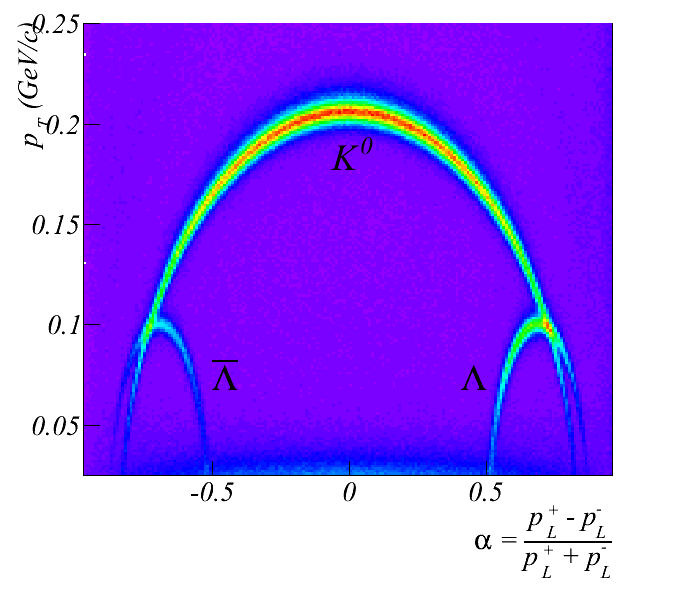 0.25
p_T (GeV/c)
0.2
K^0
0.15
0.1
Λ̅ Λ
0.05
-0.5 0 0.5
α = (p_L^+ - p_L^-) / (p_L^+ + p_L^-)